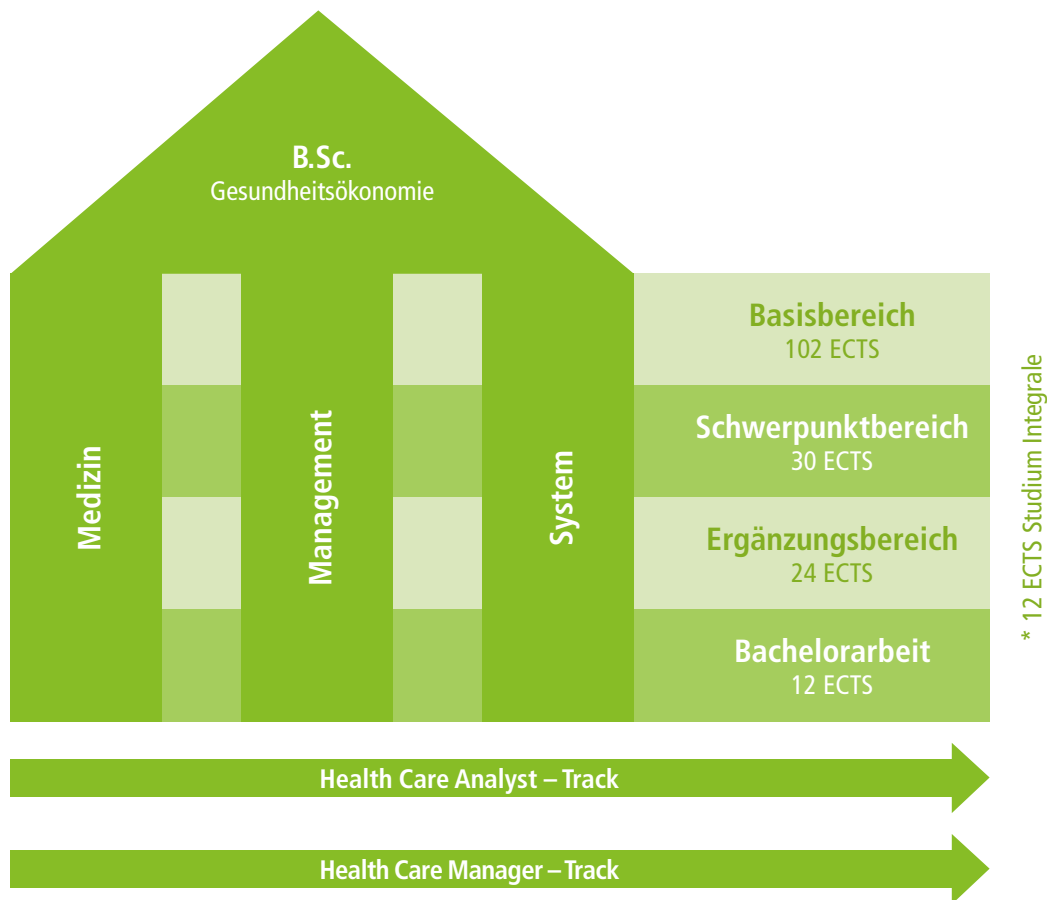 B.Sc.
Gesundheitsökonomie
Medizin
Management
System
Basisbereich
102 ECTS
Schwerpunktbereich
30 ECTS
Ergänzungsbereich
24 ECTS
Bachelorarbeit
12 ECTS
* 12 ECTS Studium Integrale
Health Care Analyst – Track
Health Care Manager – Track